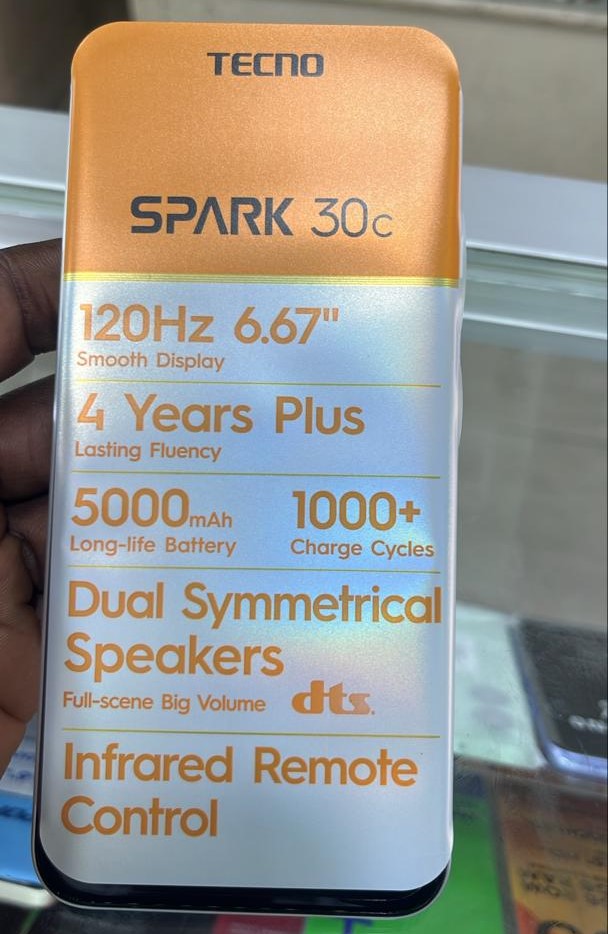 TECNO
SPARK 30c
120Hz 6.67"
Smooth Display
4 Years Plus
Lasting Fluency
5000mAh 1000+
Long-life Battery Charge Cycles
Dual Symmetrical
Speakers
Full-scene Big Volume dts.
Infrared Remote
Control